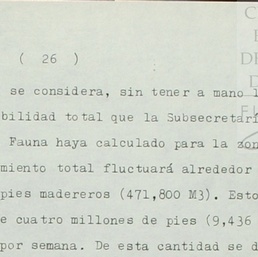 C
( 26 )
D
se considera, sin tener a mano
bilidad total que la Subsecretarí
Fauna haya calculado para la zon
miento total fluctuará alrededor
pies madereros (471,800 M3). Esto
e cuatro millones de pies (9,436
por semana. De esta cantidad se d